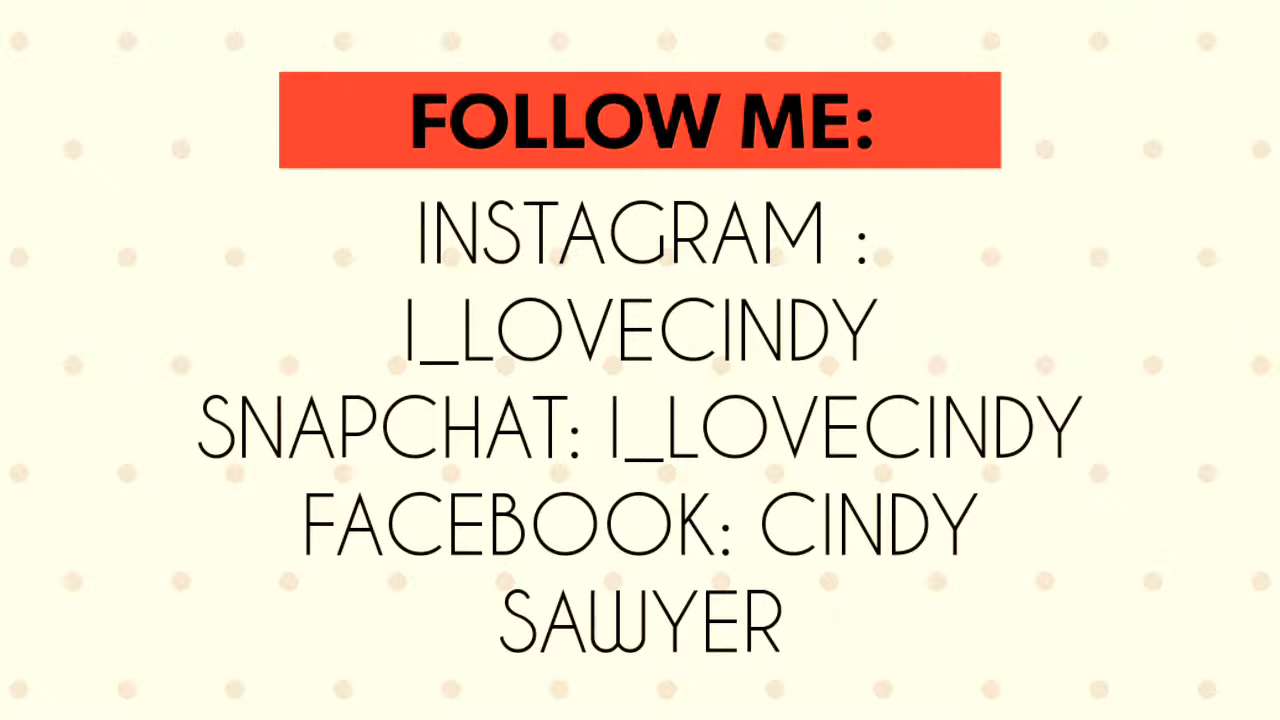 FOLLOW ME:
INSTAGRAM :
I_LOVECINDY
SNAPCHAT: I_LOVECINDY
FACEBOOK: CINDY
SAWYER